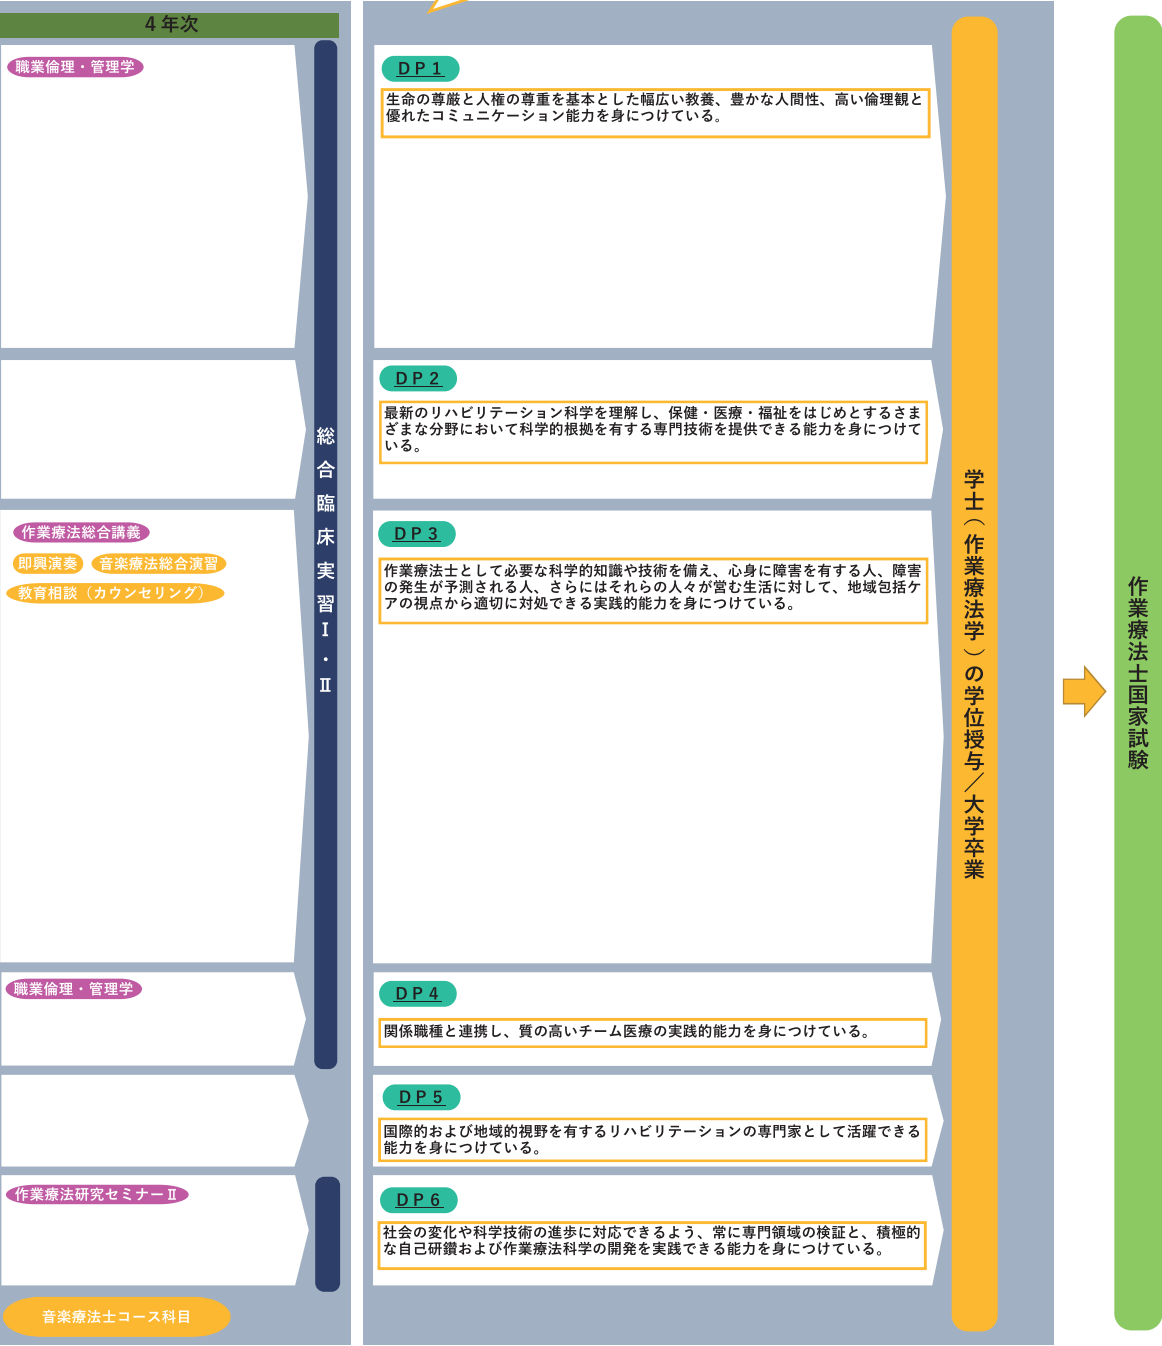 4 年次
職業倫理・管理学
作業療法総合講義
即興演奏
音楽療法総合演習
教育相談（カウンセリング）
職業倫理・管理学
作業療法研究セミナーⅡ
音楽療法士コース科目
総合臨床実習Ⅰ・Ⅱ
DP1
生命の尊厳と人権の尊重を基本とした幅広い教養、豊かな人間性、高い倫理観と
優れたコミュニケーション能力を身につけている。
DP2
最新のリハビリテーション科学を理解し、保健・医療・福祉をはじめとするさま
ざまな分野において科学的根拠を有する専門技術を提供できる能力を身につけて
いる。
DP3
作業療法士として必要な科学的知識や技術を備え、心身に障害を有する人、障害
の発生が予測される人、さらにはそれらの人々が営む生活に対して、地域包括ケ
アの視点から適切に対処できる実践的能力を身につけている。
DP4
関係職種と連携し、質の高いチーム医療の実践的能力を身につけている。
DP5
国際的および地域的視野を有するリハビリテーションの専門家として活躍できる
能力を身につけている。
DP6
社会の変化や科学技術の進歩に対応できるよう、常に専門領域の検証と、積極的
な自己研鑽および作業療法科学の開発を実践できる能力を身につけている。
学士（作業療法学）の学位授与／大学卒業
作業療法士国家試験